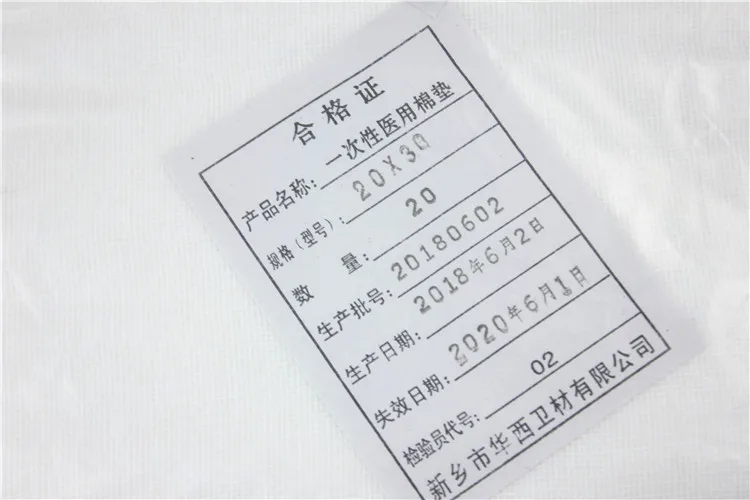 合格证
产品名称：一次性医用棉垫
规格（型号）：20X30
数 量：20
生产批号：20180602
生产日期：2018年6月2日
失效日期：2020年6月1日
检验员代号：02
新乡市华西卫材有限公司